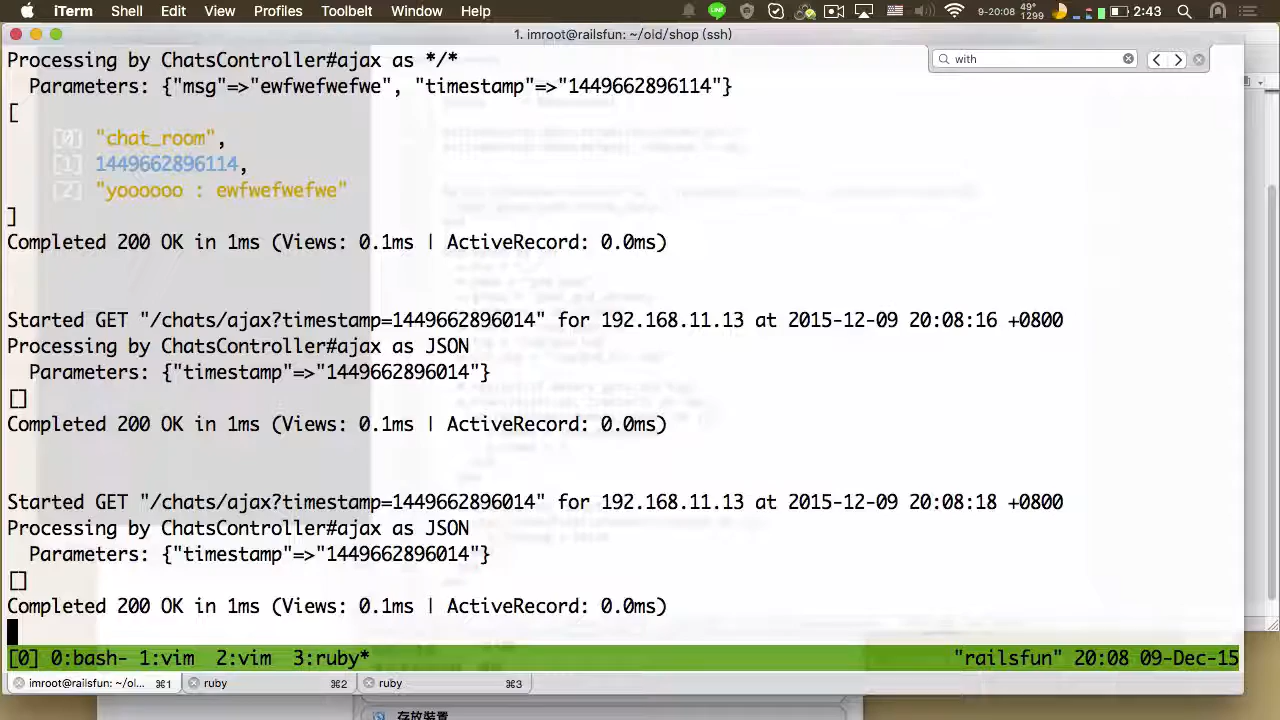 iTerm Shell Edit View Profiles Toolbelt Window Help 9-20:08 49° 1299 2:43
1. imroot@railsfun: ~/old/shop (ssh)
with
Processing by ChatsController#ajax as */*
Parameters: {"msg"=>"ewfwefwefwe", "timestamp"=>"1449662896114"}
[
[0] "chat_room",
[1] 1449662896114,
[2] "yoooooo : ewfwefwefwe"
]
Completed 200 OK in 1ms (Views: 0.1ms | ActiveRecord: 0.0ms)
Started GET "/chats/ajax?timestamp=1449662896014" for 192.168.11.13 at 2015-12-09 20:08:16 +0800
Processing by ChatsController#ajax as JSON
Parameters: {"timestamp"=>"1449662896014"}
[]
Completed 200 OK in 1ms (Views: 0.1ms | ActiveRecord: 0.0ms)
Started GET "/chats/ajax?timestamp=1449662896014" for 192.168.11.13 at 2015-12-09 20:08:18 +0800
Processing by ChatsController#ajax as JSON
Parameters: {"timestamp"=>"1449662896014"}
[]
Completed 200 OK in 1ms (Views: 0.1ms | ActiveRecord: 0.0ms)
[0] 0:bash- 1:vim 2:vim 3:ruby* "railsfun" 20:08 09-Dec-15
imroot@railsfun: ~/ol... ⌘1 ruby ⌘2 ruby ⌘3
存放裝置